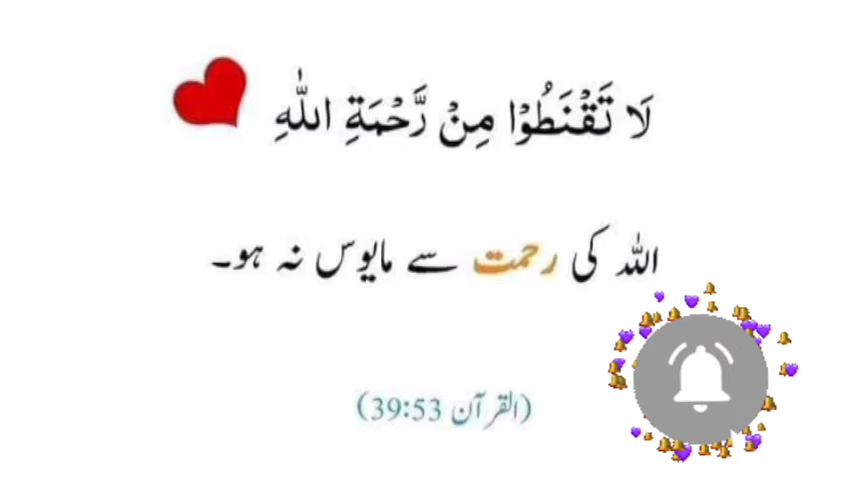 لَا تَقْنَطُوْا مِنْ رَّحْمَةِ اللّٰهِ
اللہ کی رحمت سے مایوس نہ ہو۔
(القرآن 39:53)